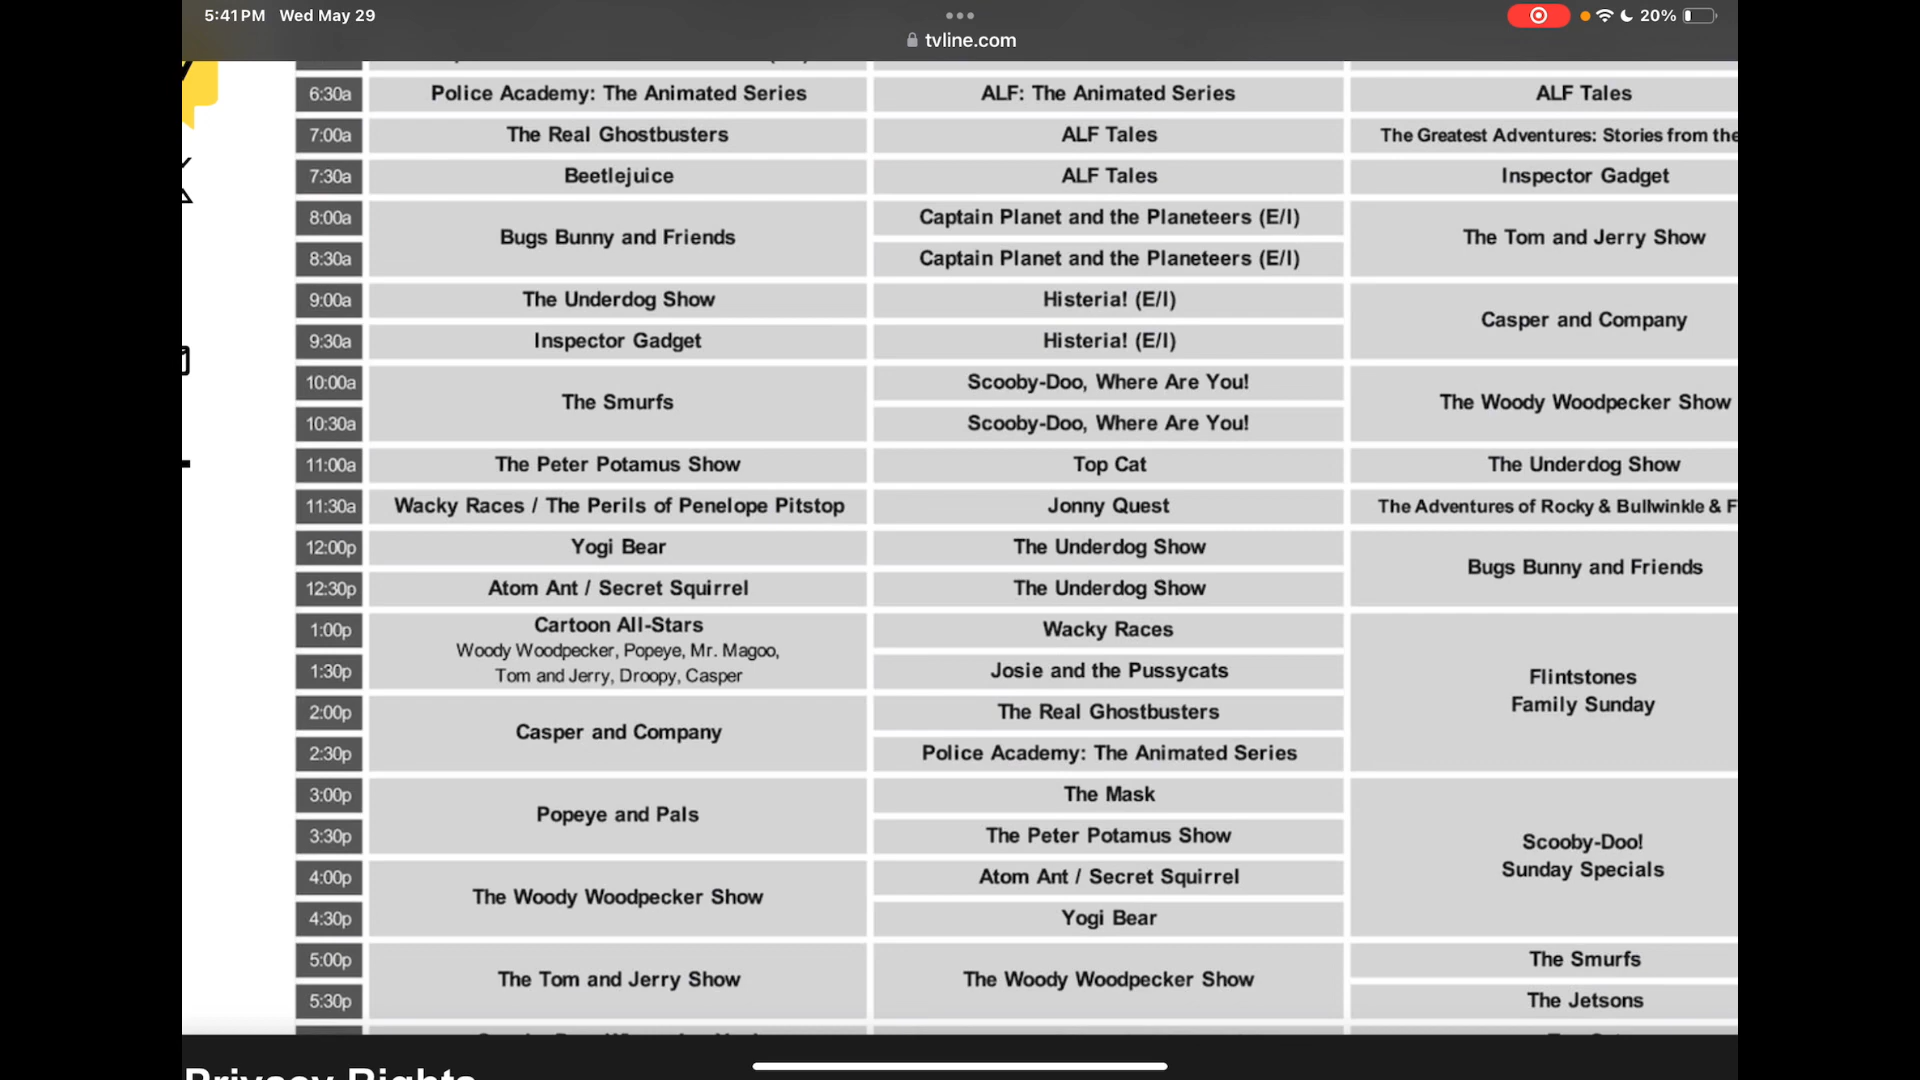 5:41 PM Wed May 29
20%
tvline.com
6:30a Police Academy: The Animated Series ALF: The Animated Series ALF Tales
7:00a The Real Ghostbusters ALF Tales The Greatest Adventures: Stories from the
7:30a Beetlejuice ALF Tales Inspector Gadget
8:00a Captain Planet and the Planeteers (E/I)
Bugs Bunny and Friends The Tom and Jerry Show
8:30a Captain Planet and the Planeteers (E/I)
9:00a The Underdog Show Histeria! (E/I)
Casper and Company
9:30a Inspector Gadget Histeria! (E/I)
10:00a Scooby-Doo, Where Are You!
The Smurfs The Woody Woodpecker Show
10:30a Scooby-Doo, Where Are You!
11:00a The Peter Potamus Show Top Cat The Underdog Show
11:30a Wacky Races / The Perils of Penelope Pitstop Jonny Quest The Adventures of Rocky & Bullwinkle & F
12:00p Yogi Bear The Underdog Show
Bugs Bunny and Friends
12:30p Atom Ant / Secret Squirrel The Underdog Show
1:00p Cartoon All-Stars Wacky Races
Woody Woodpecker, Popeye, Mr. Magoo,
1:30p Tom and Jerry, Droopy, Casper Josie and the Pussycats
Flintstones
Family Sunday
2:00p The Real Ghostbusters
Casper and Company
2:30p Police Academy: The Animated Series
3:00p The Mask
Popeye and Pals
3:30p The Peter Potamus Show
Scooby-Doo!
Sunday Specials
4:00p Atom Ant / Secret Squirrel
The Woody Woodpecker Show
4:30p Yogi Bear
5:00p The Smurfs
The Tom and Jerry Show The Woody Woodpecker Show
5:30p The Jetsons
Privacy Rights